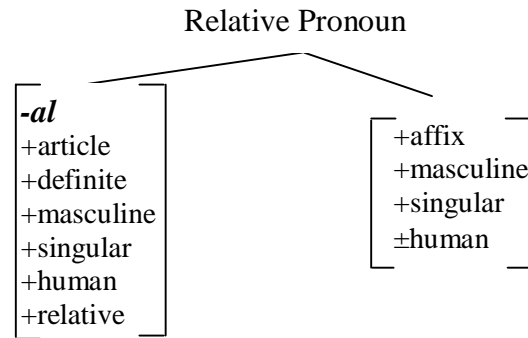 Relative Pronoun
-al
+article
+definite
+masculine
+singular
+human
+relative
+affix
+masculine
+singular
±human